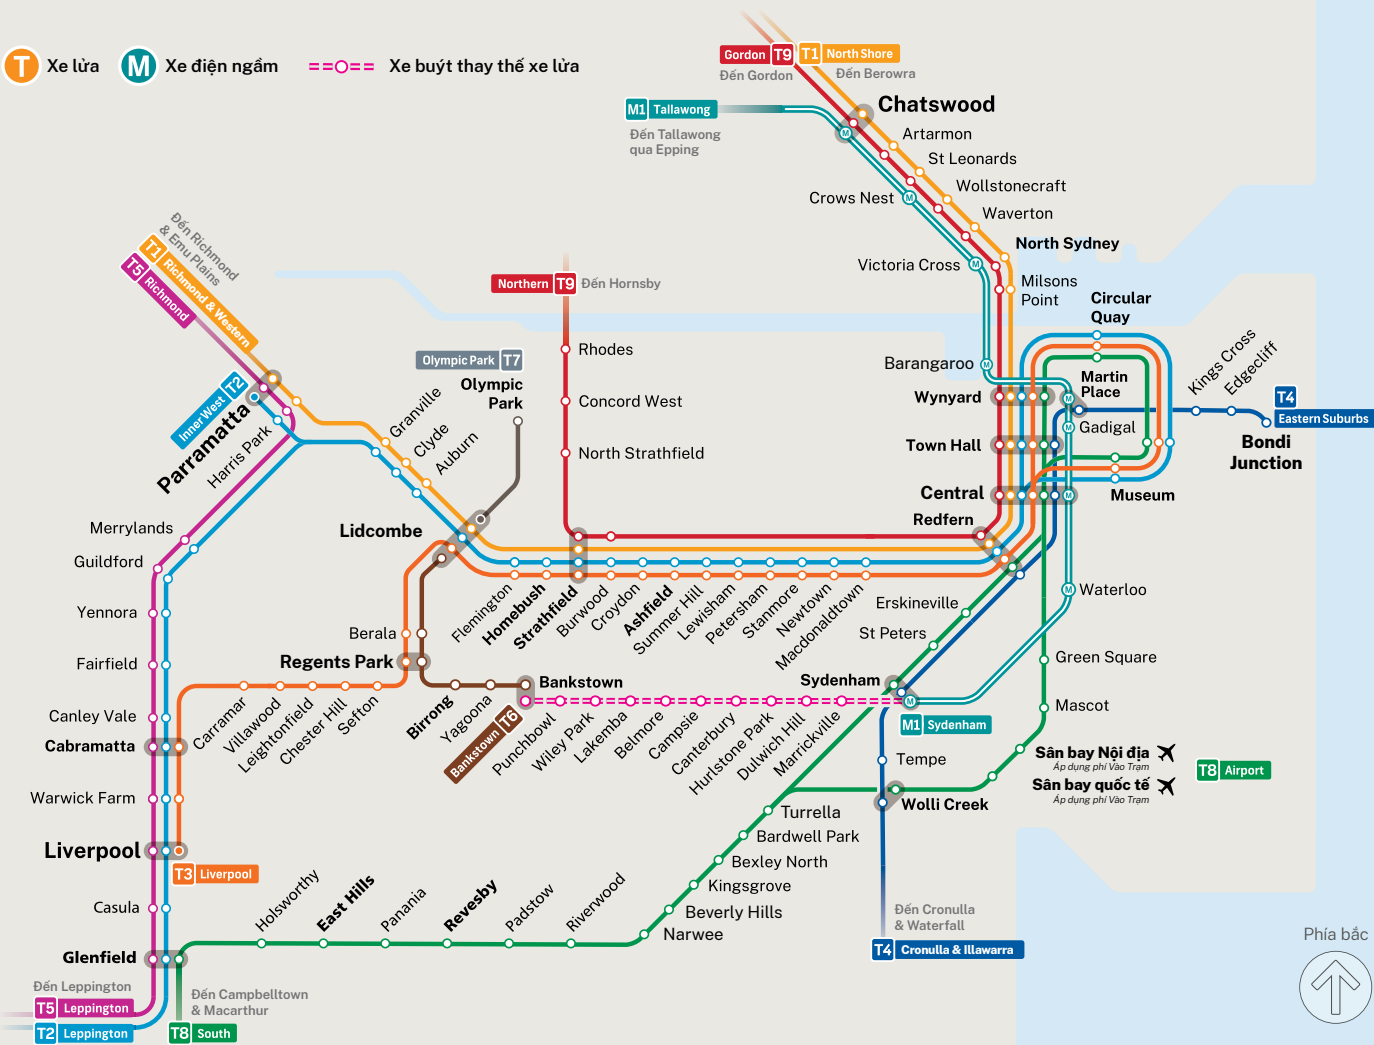 T Xe lửa
M Xe điện ngầm
Xe buýt thay thế xe lửa
Gordon T9
Đến Gordon
T1 North Shore
Đến Berowra
M1 Tallawong
Đến Tallawong
qua Epping
Chatswood
M
Artarmon
St Leonards
Wollstonecraft
Crows Nest
M
Waverton
North Sydney
Victoria Cross
M
Milsons
Point
Đến Richmond
& Emu Plains
T1 Richmond & Western
T5 Richmond
Northern T9
Đến Hornsby
Rhodes
Concord West
North Strathfield
Olympic Park T7
Olympic
Park
Inner West T2
Parramatta
Harris Park
Granville
Clyde
Auburn
Lidcombe
Circular
Quay
Barangaroo
M
Wynyard
Martin
Place
M
Kings Cross
Edgecliff
T4
Eastern Suburbs
Bondi
Junction
Town Hall
M
Gadigal
Central
M
Museum
Redfern
Merrylands
Guildford
Yennora
Fairfield
Canley Vale
Cabramatta
Warwick Farm
Liverpool
T3 Liverpool
Casula
Glenfield
Đến Leppington
T5 Leppington
T2 Leppington
Đến Campbelltown
& Macarthur
T8 South
Flemington
Homebush
Strathfield
Burwood
Croydon
Ashfield
Summer Hill
Lewisham
Petersham
Stanmore
Newtown
Macdonaldtown
Berala
Regents Park
Carramar
Villawood
Leightonfield
Chester Hill
Sefton
Birrong
Yagoona
Bankstown
Bankstown T6
Punchbowl
Wiley Park
Lakemba
Belmore
Campsie
Canterbury
Hurlstone Park
Dulwich Hill
Marrickville
Erskineville
St Peters
Sydenham
M
M1 Sydenham
M
Waterloo
Green Square
Mascot
Sân bay Nội địa
Áp dụng phí Vào Trạm
Sân bay quốc tế
Áp dụng phí Vào Trạm
T8 Airport
Tempe
Wolli Creek
Turrella
Bardwell Park
Bexley North
Kingsgrove
Beverly Hills
Narwee
Holsworthy
East Hills
Panania
Revesby
Padstow
Riverwood
Đến Cronulla
& Waterfall
T4 Cronulla & Illawarra
Phía bắc